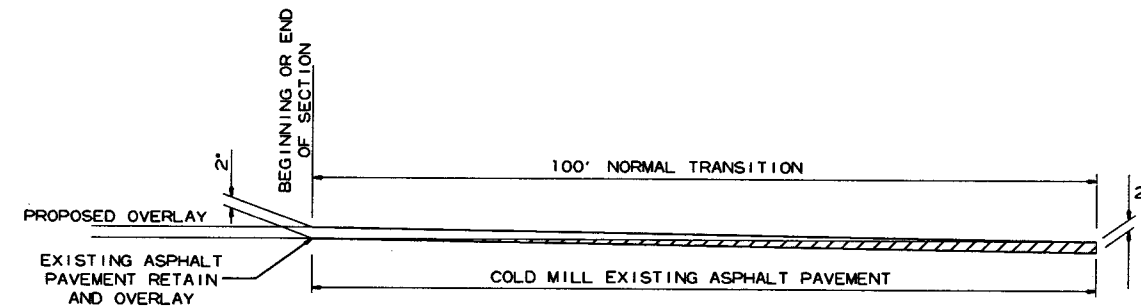 BEGINNING OR END
OF SECTION
2"
100' NORMAL TRANSITION
2
PROPOSED OVERLAY
EXISTING ASPHALT
PAVEMENT RETAIN
AND OVERLAY
COLD MILL EXISTING ASPHALT PAVEMENT